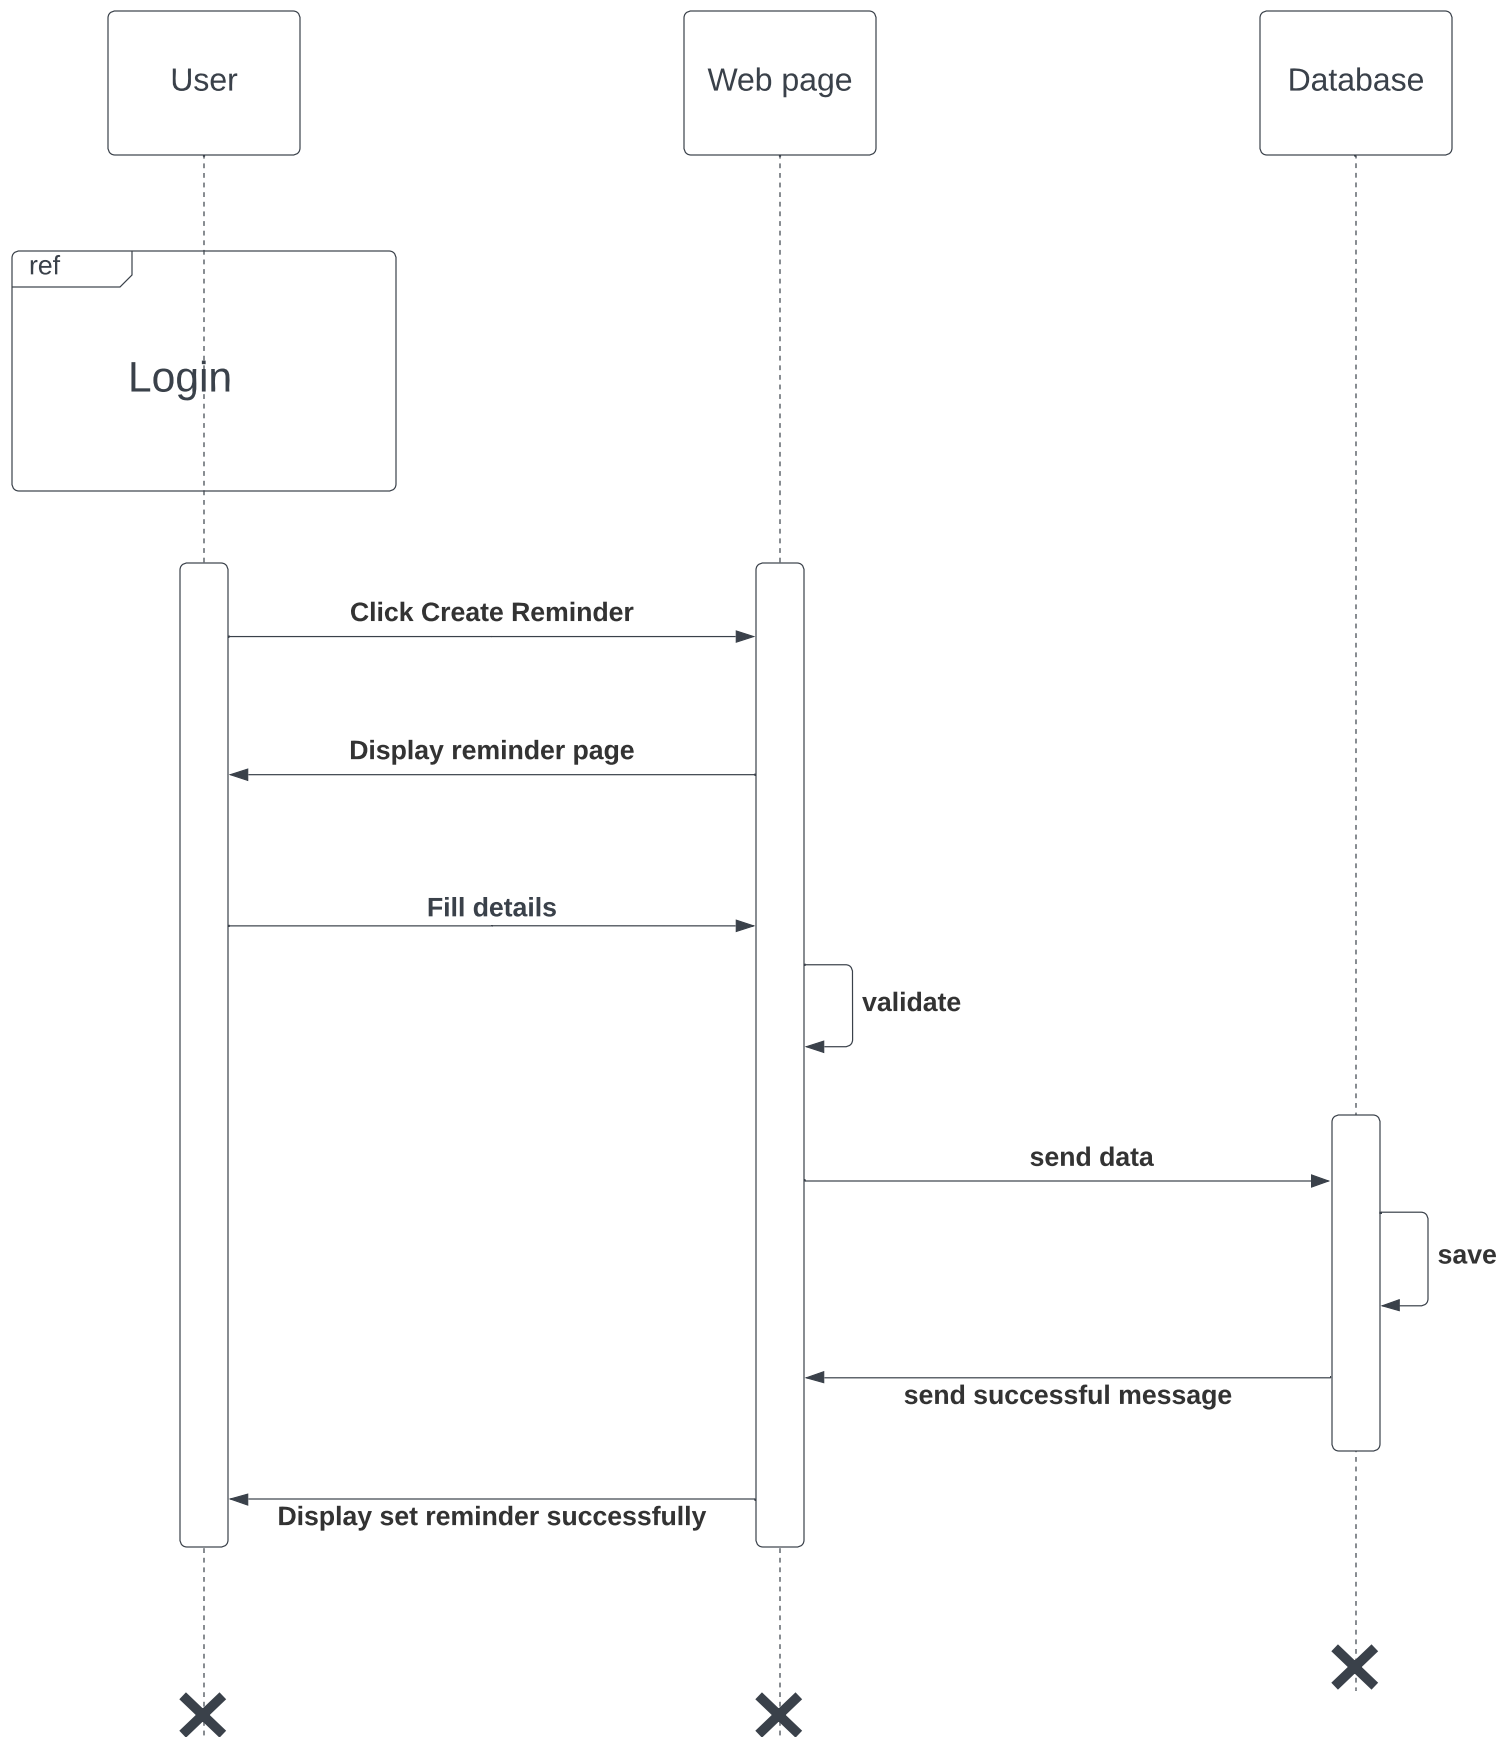 User
Web page
Database
ref
Login
Click Create Reminder
Display reminder page
Fill details
validate
send data
save
send successful message
Display set reminder successfully